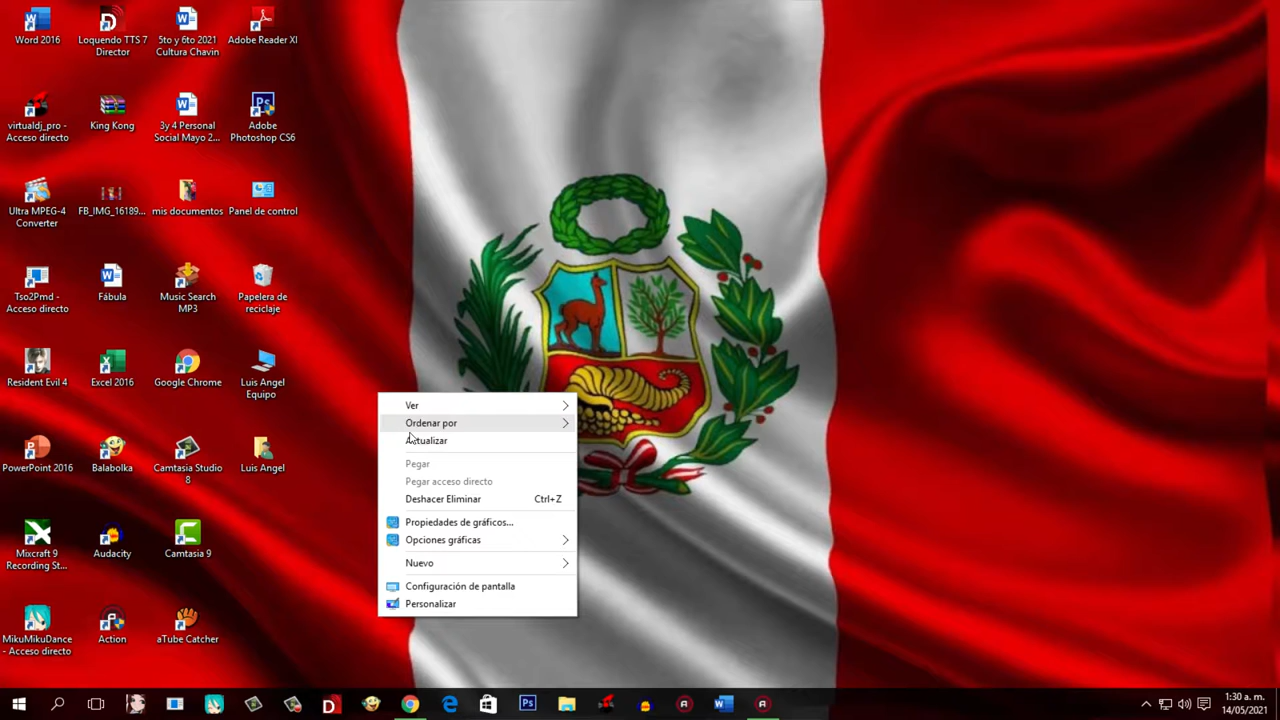 Word 2016
Loquendo TTS 7
Director
5to y 6to 2021
Cultura Chavin
Adobe Reader XI
virtualdj_pro -
Acceso directo
King Kong
3y 4 Personal
Social Mayo 2...
Adobe
Photoshop CS6
Ultra MPEG-4
Converter
FB_IMG_16189...
mis documentos
Panel de control
Tso2Pmd -
Acceso directo
Fábula
Music Search
MP3
Papelera de
reciclaje
Resident Evil 4
Excel 2016
Google Chrome
Luis Angel
Equipo
PowerPoint 2016
Balabolka
Camtasia Studio
8
Luis Angel
Mixcraft 9
Recording St...
Audacity
Camtasia 9
MikuMikuDance
- Acceso directo
Action
aTube Catcher
Ver
Ordenar por
Actualizar
Pegar
Pegar acceso directo
Deshacer Eliminar Ctrl+Z
Propiedades de gráficos...
Opciones gráficas
Nuevo
Configuración de pantalla
Personalizar
1:30 a. m.
14/05/2021